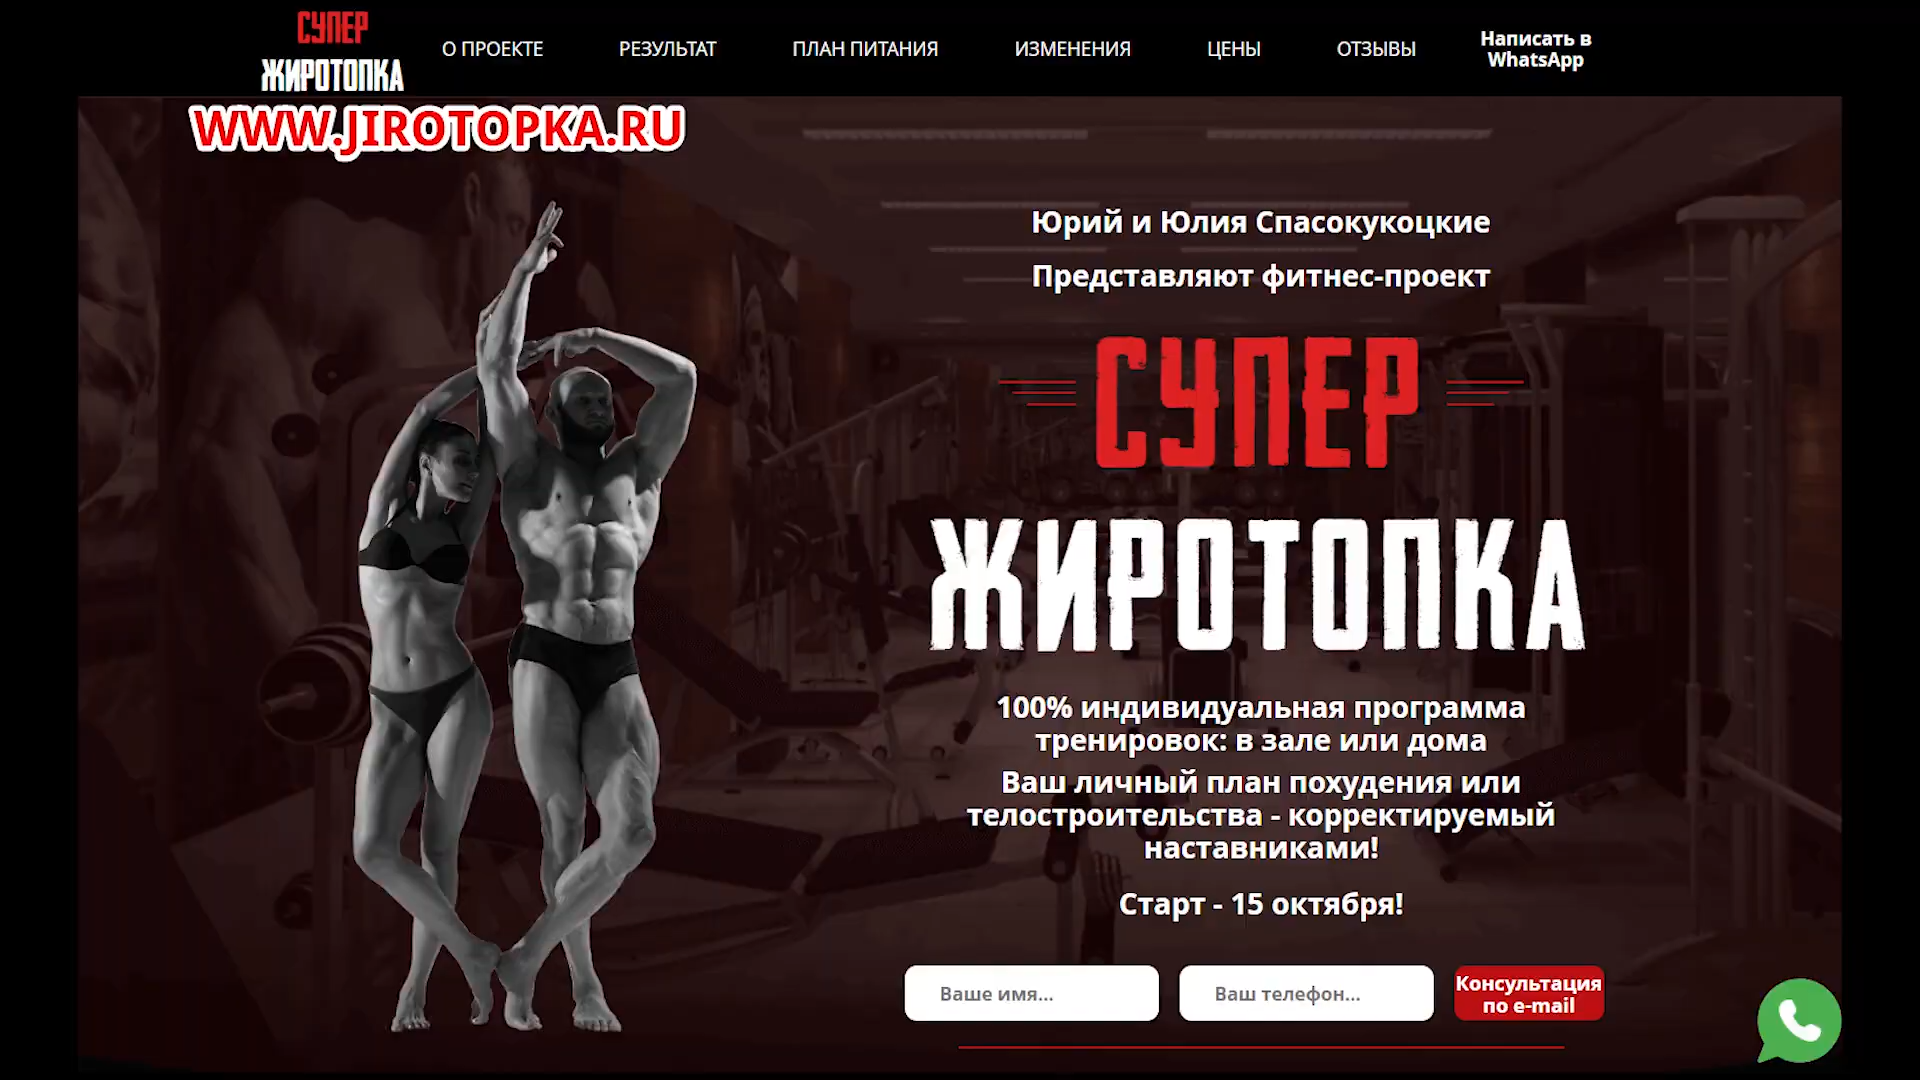 СУПЕР
ЖИРОТОПКА
О ПРОЕКТЕ
РЕЗУЛЬТАТ
ПЛАН ПИТАНИЯ
ИЗМЕНЕНИЯ
ЦЕНЫ
ОТЗЫВЫ
Написать в
WhatsApp
WWW.JIROTOPKA.RU
Юрий и Юлия Спасокукоцкие
Представляют фитнес-проект
СУПЕР
ЖИРОТОПКА
100% индивидуальная программа
тренировок: в зале или дома
Ваш личный план похудения или
телостроительства - корректируемый
наставниками!
Старт - 15 октября!
Ваше имя...
Ваш телефон...
Консультация
по e-mail